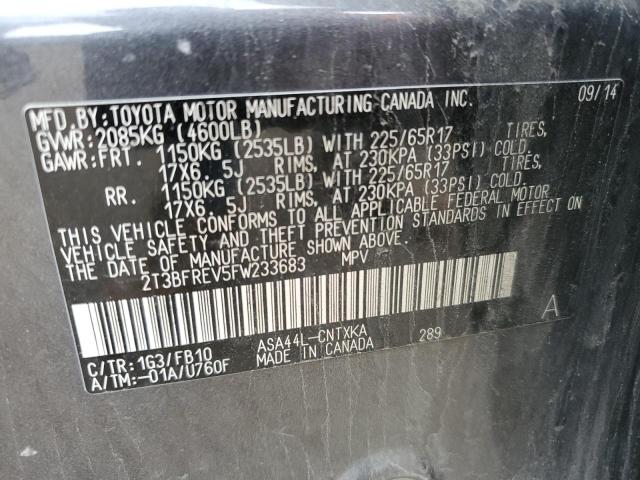 MFD.BY:TOYOTA MOTOR MANUFACTURING CANADA INC. 09/14
GVWR:2085KG (4600LB)
GAWR:FRT. 1150KG (2535LB) WITH 225/65R17 TIRES,
17X6.5J RIMS, AT 230KPA (33PSI) COLD.
RR. 1150KG (2535LB) WITH 225/65R17 TIRES,
17X6.5J RIMS, AT 230KPA (33PSI) COLD.
THIS VEHICLE CONFORMS TO ALL APPLICABLE FEDERAL MOTOR
VEHICLE SAFETY AND THEFT PREVENTION STANDARDS IN EFFECT ON
THE DATE OF MANUFACTURE SHOWN ABOVE.
2T3BFREV5FW233683 MPV
A
C/TR:1G3/FB10 ASA44L-CNTXKA 289
A/TM:-01A/U760F MADE IN CANADA